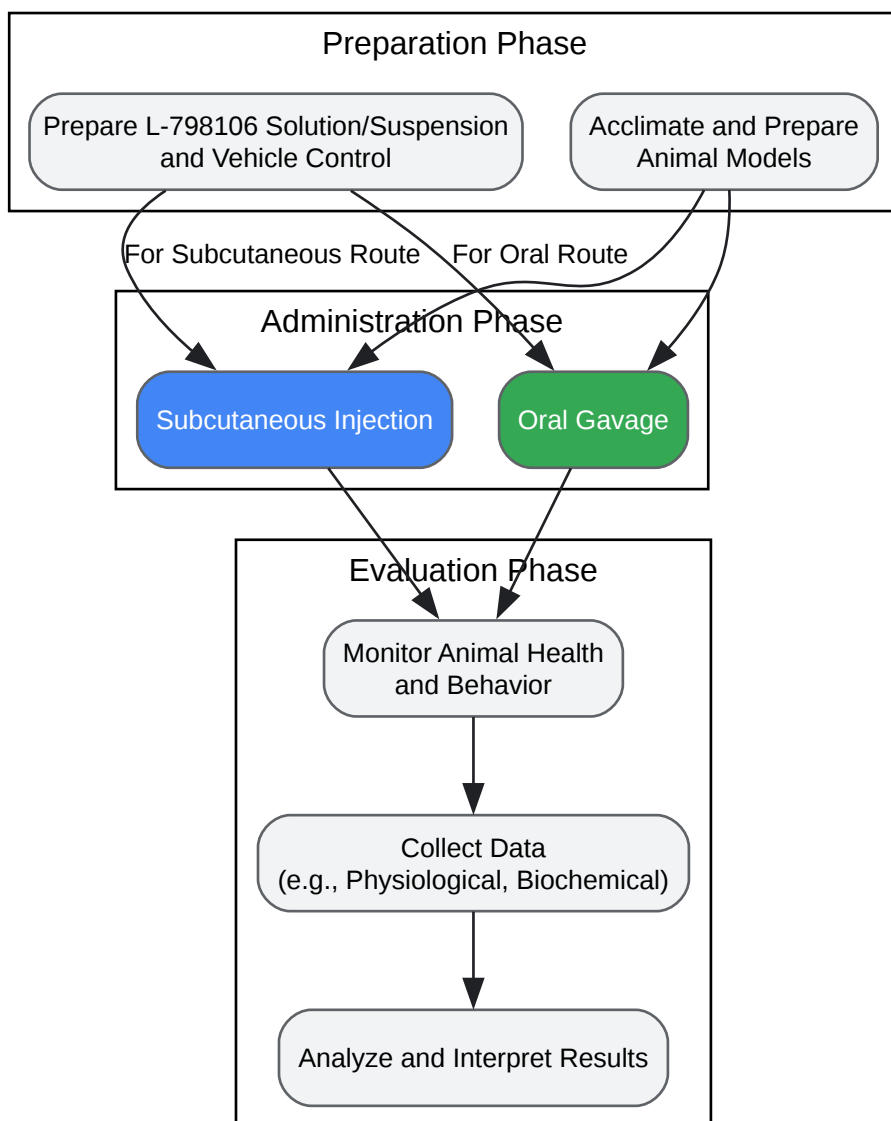 Preparation Phase
Prepare L-798106 Solution/Suspension
and Vehicle Control
Acclimate and Prepare
Animal Models
For Subcutaneous Route
For Oral Route
Administration Phase
Subcutaneous Injection
Oral Gavage
Evaluation Phase
Monitor Animal Health
and Behavior
Collect Data
(e.g., Physiological, Biochemical)
Analyze and Interpret Results